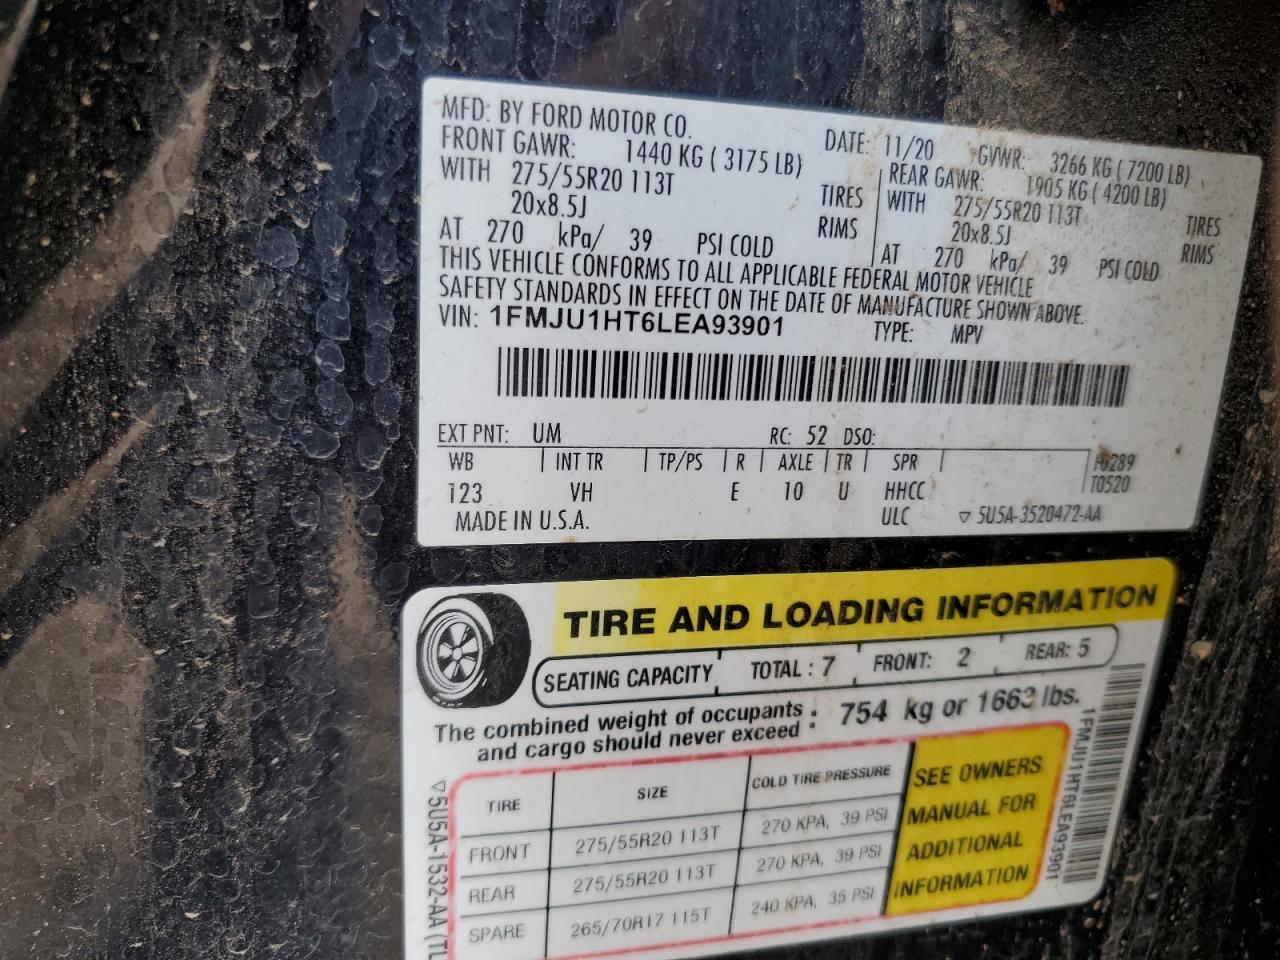 MFD: BY FORD MOTOR CO. DATE: 11/20 GVWR: 3266 KG (7200 LB)
FRONT GAWR: 1440 KG (3175 LB) REAR GAWR: 1905 KG (4200 LB)
WITH 275/55R20 113T TIRES WITH 275/55R20 113T TIRES
20x8.5J RIMS 20x8.5J RIMS
AT 270 kPa/ 39 PSI COLD AT 270 kPa/ 39 PSI COLD
THIS VEHICLE CONFORMS TO ALL APPLICABLE FEDERAL MOTOR VEHICLE
SAFETY STANDARDS IN EFFECT ON THE DATE OF MANUFACTURE SHOWN ABOVE.
VIN: 1FMJU1HT6LEA93901 TYPE: MPV
EXT PNT: UM RC: 52 DSO:
WB INT TR TP/PS R AXLE TR SPR F0289
123 VH E 10 U HHCC T0520
MADE IN U.S.A. ULC ▽ 5U5A-3520472-AA
TIRE AND LOADING INFORMATION
SEATING CAPACITY TOTAL : 7 FRONT: 2 REAR: 5
The combined weight of occupants : 754 kg or 1663 lbs.
and cargo should never exceed :
TIRE SIZE COLD TIRE PRESSURE
FRONT 275/55R20 113T 270 KPA, 39 PSI
REAR 275/55R20 113T 270 KPA, 39 PSI
SPARE 265/70R17 115T 240 KPA, 35 PSI
SEE OWNERS
MANUAL FOR
ADDITIONAL
INFORMATION
1FMJU1HT6LEA93901
▽5U5A-1532-AA (TL